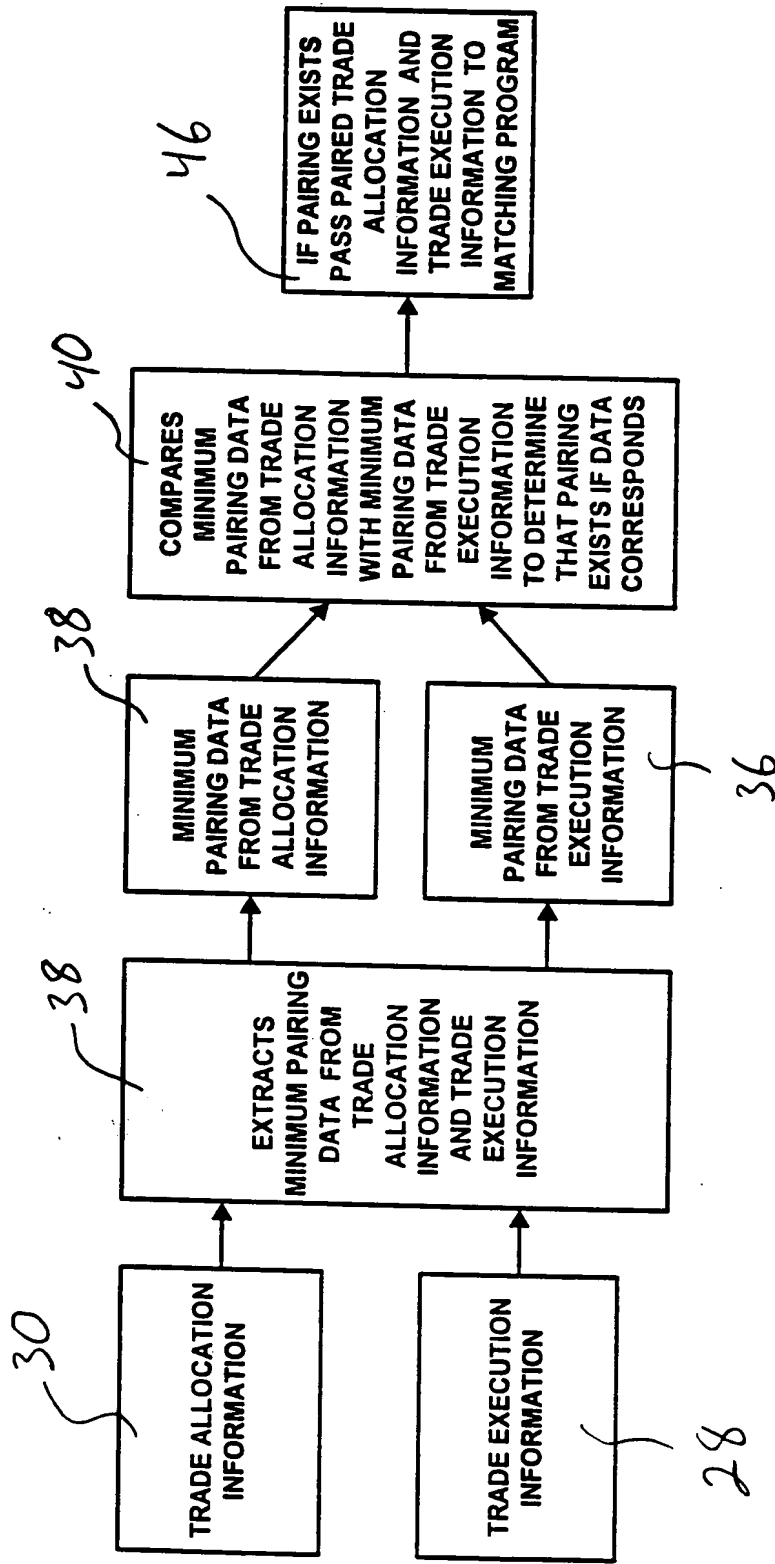 30
TRADE ALLOCATION
INFORMATION
TRADE EXECUTION
INFORMATION
28
38
EXTRACTS
MINIMUM PAIRING
DATA FROM
TRADE
ALLOCATION
INFORMATION
AND TRADE
EXECUTION
INFORMATION
38
MINIMUM
PAIRING DATA
FROM TRADE
ALLOCATION
INFORMATION
MINIMUM
PAIRING DATA
FROM TRADE
EXECUTION
INFORMATION
36
40
COMPARES
MINIMUM
PAIRING DATA
FROM TRADE
ALLOCATION
INFORMATION
WITH MINIMUM
PAIRING DATA
FROM TRADE
EXECUTION
INFORMATION
TO DETERMINE
THAT PAIRING
EXISTS IF DATA
CORRESPONDS
46
IF PAIRING EXISTS
PASS PAIRED TRADE
ALLOCATION
INFORMATION AND
TRADE EXECUTION
INFORMATION TO
MATCHING PROGRAM